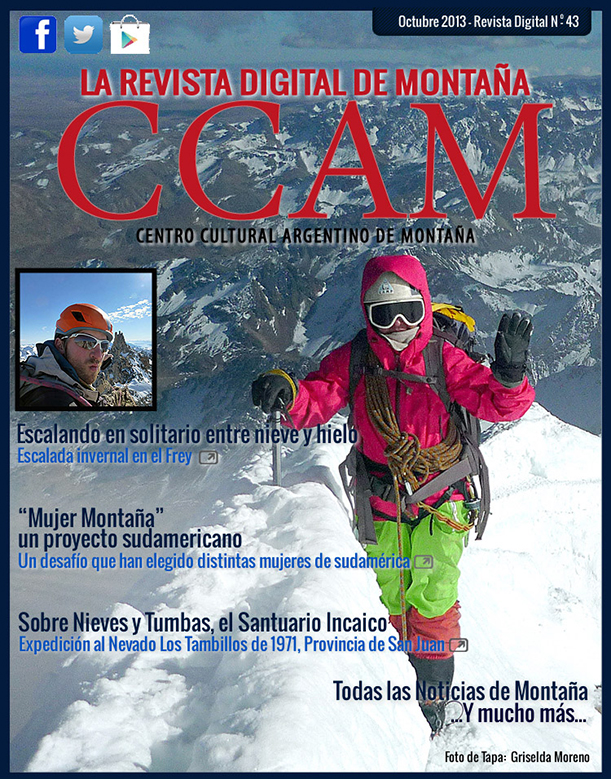 Octubre 2013 - Revista Digital N° 43
LA REVISTA DIGITAL DE MONTAÑA
CCAM
CENTRO CULTURAL ARGENTINO DE MONTAÑA
Escalando en solitario entre nieve y hielo
Escalada invernal en el Frey
“Mujer Montaña”
un proyecto sudamericano
Un desafío que han elegido distintas mujeres de sudamérica
Sobre Nieves y Tumbas, el Santuario Incaico
Expedición al Nevado Los Tambillos de 1971, Provincia de San Juan
Todas las Noticias de Montaña
...Y mucho más...
Foto de Tapa: Griselda Moreno